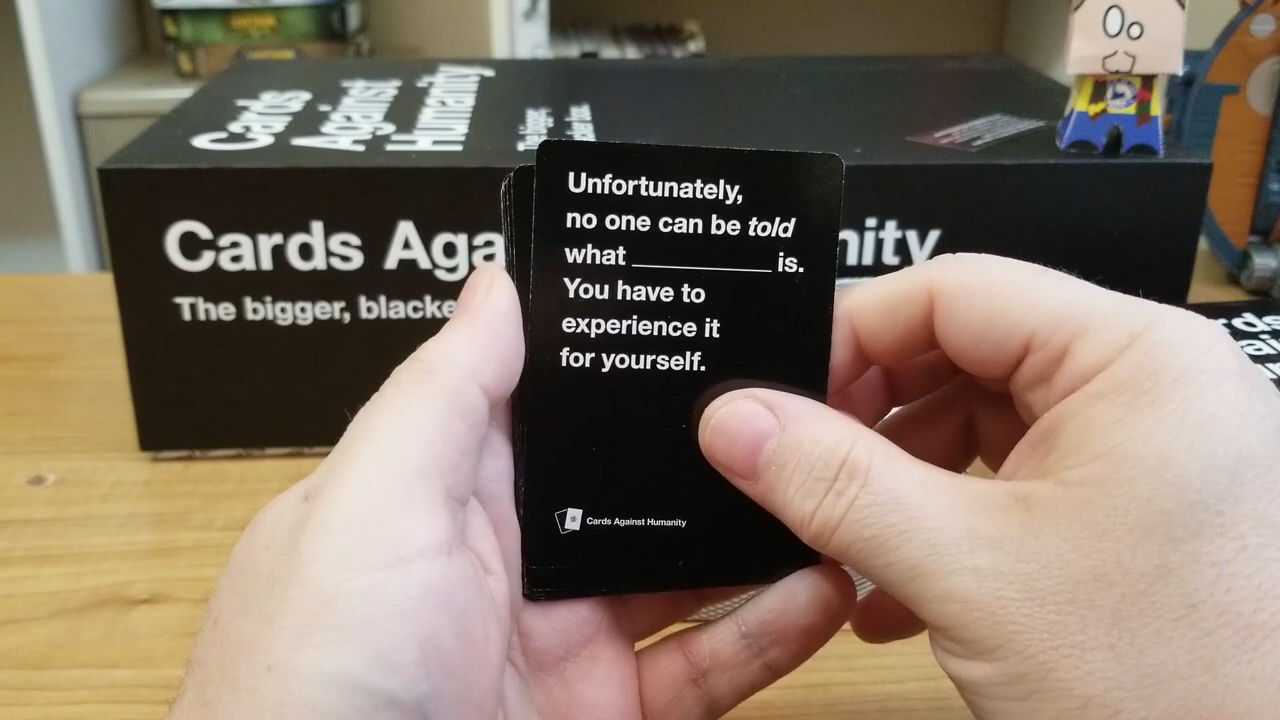 Cards
Against
Humanity
Cards Aga
nity
The bigger, blacke
Unfortunately,
no one can be told
what __________ is.
You have to
experience it
for yourself.
Cards Against Humanity